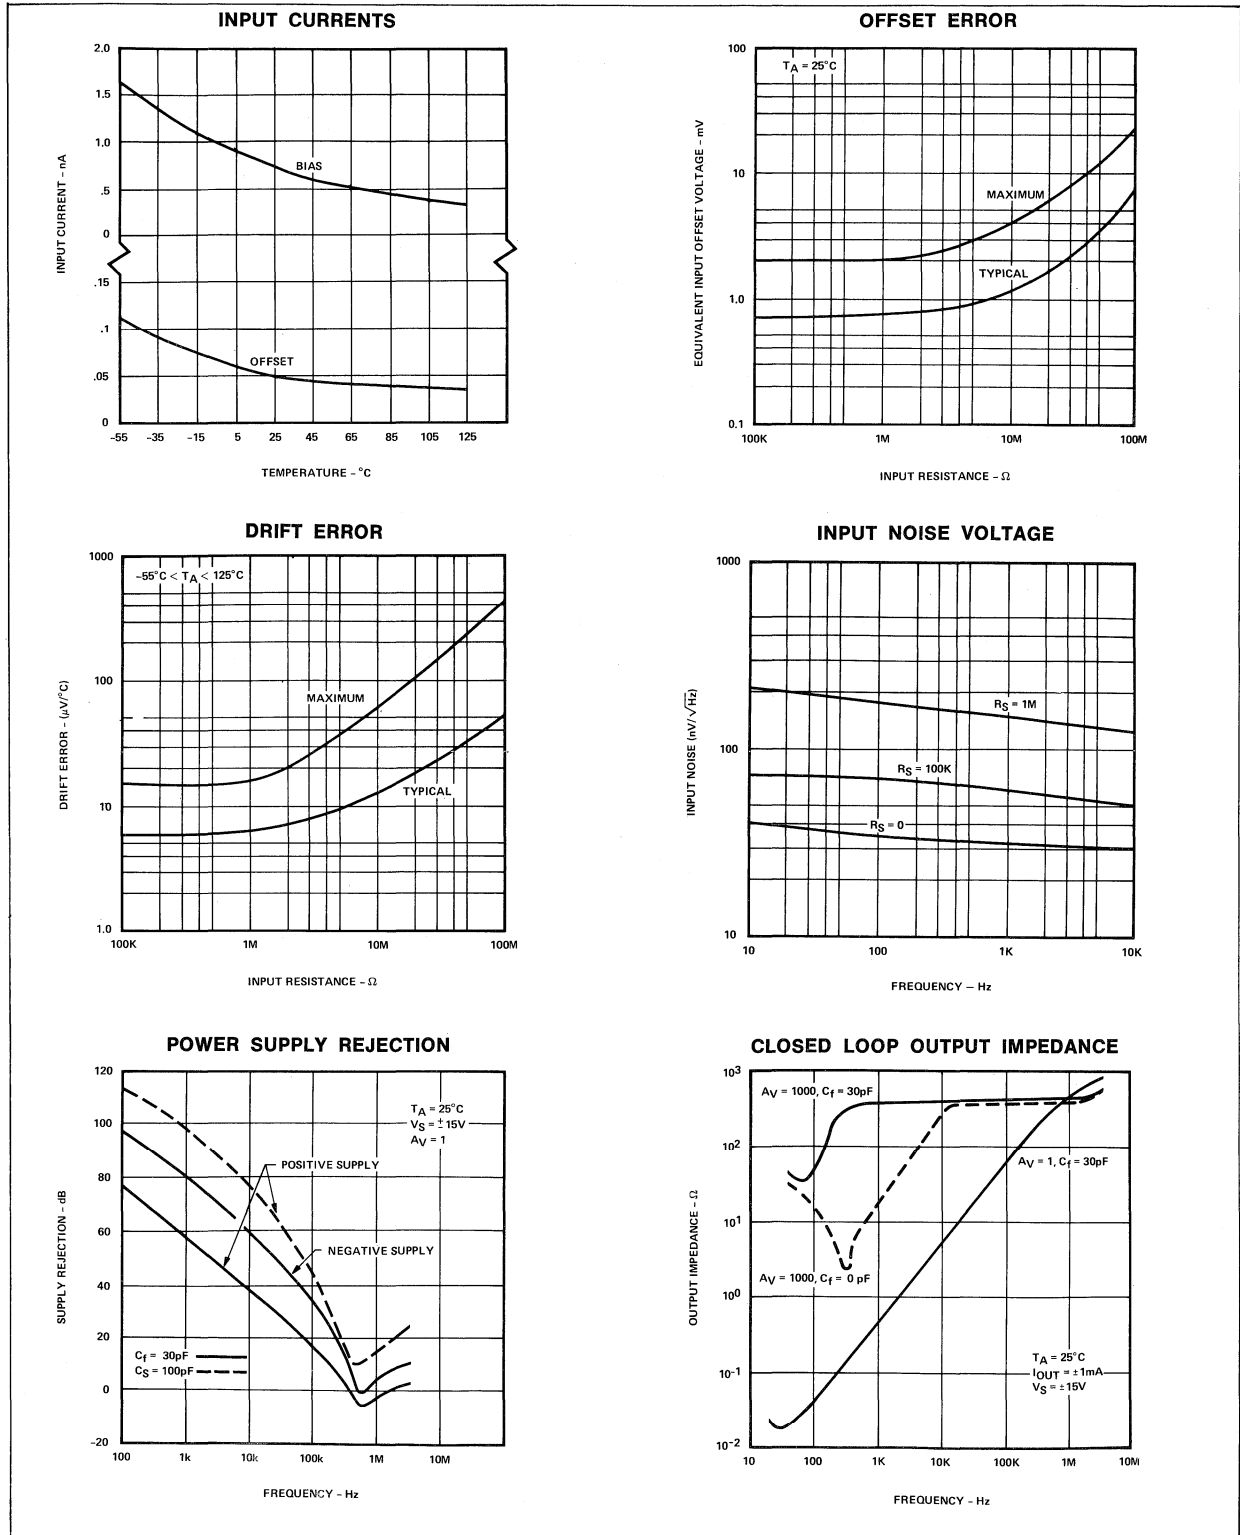 INPUT CURRENTS
2.0
1.5
1.0
.5
0
.15
.1
.05
0
INPUT CURRENT – nA
BIAS
OFFSET
–55 –35 –15 5 25 45 65 85 105 125
TEMPERATURE – °C
OFFSET ERROR
100
10
1.0
0.1
EQUIVALENT INPUT OFFSET VOLTAGE – mV
TA = 25°C
MAXIMUM
TYPICAL
100K 1M 10M 100M
INPUT RESISTANCE – Ω
DRIFT ERROR
1000
100
10
1.0
DRIFT ERROR – (μV/°C)
–55°C < TA < 125°C
MAXIMUM
TYPICAL
100K 1M 10M 100M
INPUT RESISTANCE – Ω
INPUT NOISE VOLTAGE
1000
100
10
INPUT NOISE (nV/√Hz)
RS = 1M
RS = 100K
RS = 0
10 100 1K 10K
FREQUENCY – Hz
POWER SUPPLY REJECTION
120
100
80
60
40
20
0
–20
SUPPLY REJECTION – dB
TA = 25°C
VS = ±15V
AV = 1
POSITIVE SUPPLY
NEGATIVE SUPPLY
Cf = 30pF
CS = 100pF
100 1k 10k 100k 1M 10M
FREQUENCY – Hz
CLOSED LOOP OUTPUT IMPEDANCE
10³
10²
10¹
10⁰
10⁻¹
10⁻²
OUTPUT IMPEDANCE – Ω
AV = 1000, Cf = 30pF
AV = 1, Cf = 30pF
AV = 1000, Cf = 0 pF
TA = 25°C
IOUT = ±1mA
VS = ±15V
10 100 1K 10K 100K 1M 10M
FREQUENCY – Hz